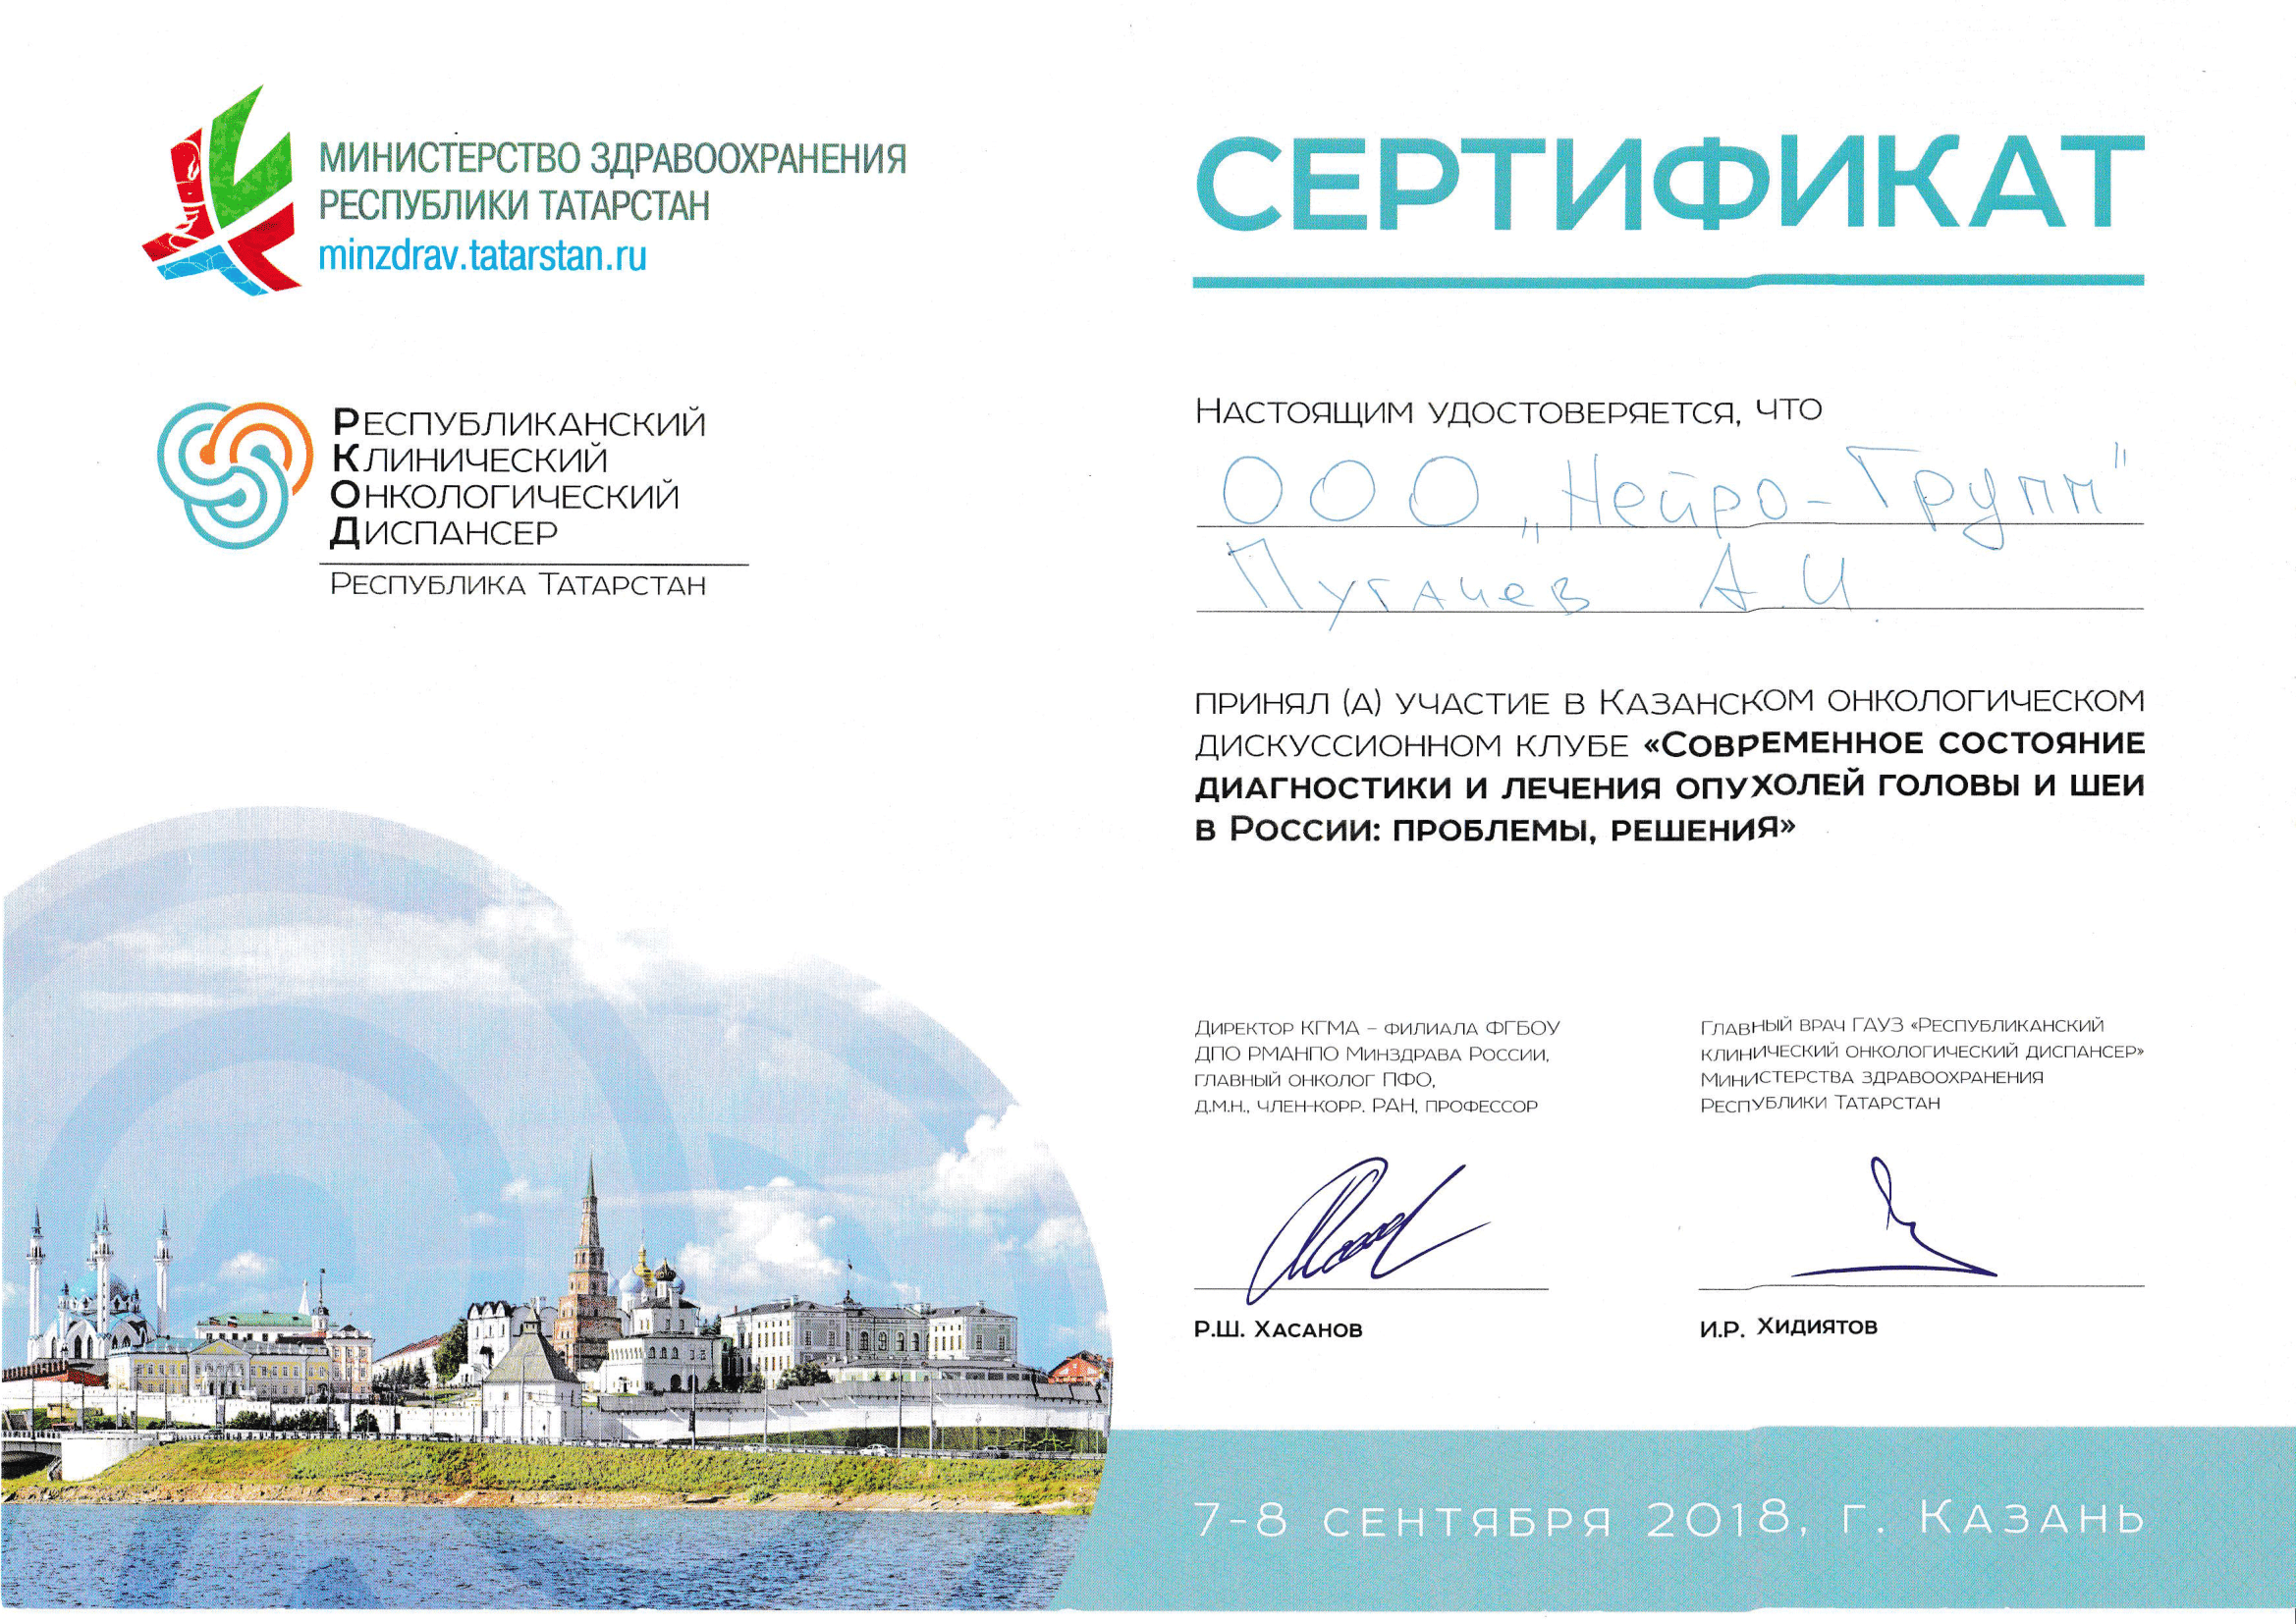 МИНИСТЕРСТВО ЗДРАВООХРАНЕНИЯ
РЕСПУБЛИКИ ТАТАРСТАН
minzdrav.tatarstan.ru
Республиканский
Клинический
Онкологический
Диспансер
Республика Татарстан
СЕРТИФИКАТ
Настоящим удостоверяется, что
ООО „Нейро-Групп"
Пугачев А.И.
принял (а) участие в Казанском онкологическом
дискуссионном клубе «Современное состояние
диагностики и лечения опухолей головы и шеи
в России: проблемы, решения»
Директор КГМА – филиала ФГБОУ
ДПО РМАНПО Минздрава России,
главный онколог ПФО,
д.м.н., член-корр. РАН, профессор
Р.Ш. Хасанов
Главный врач ГАУЗ «Республиканский
клинический онкологический диспансер»
Министерства здравоохранения
Республики Татарстан
И.Р. Хидиятов
7-8 сентября 2018, г. Казань